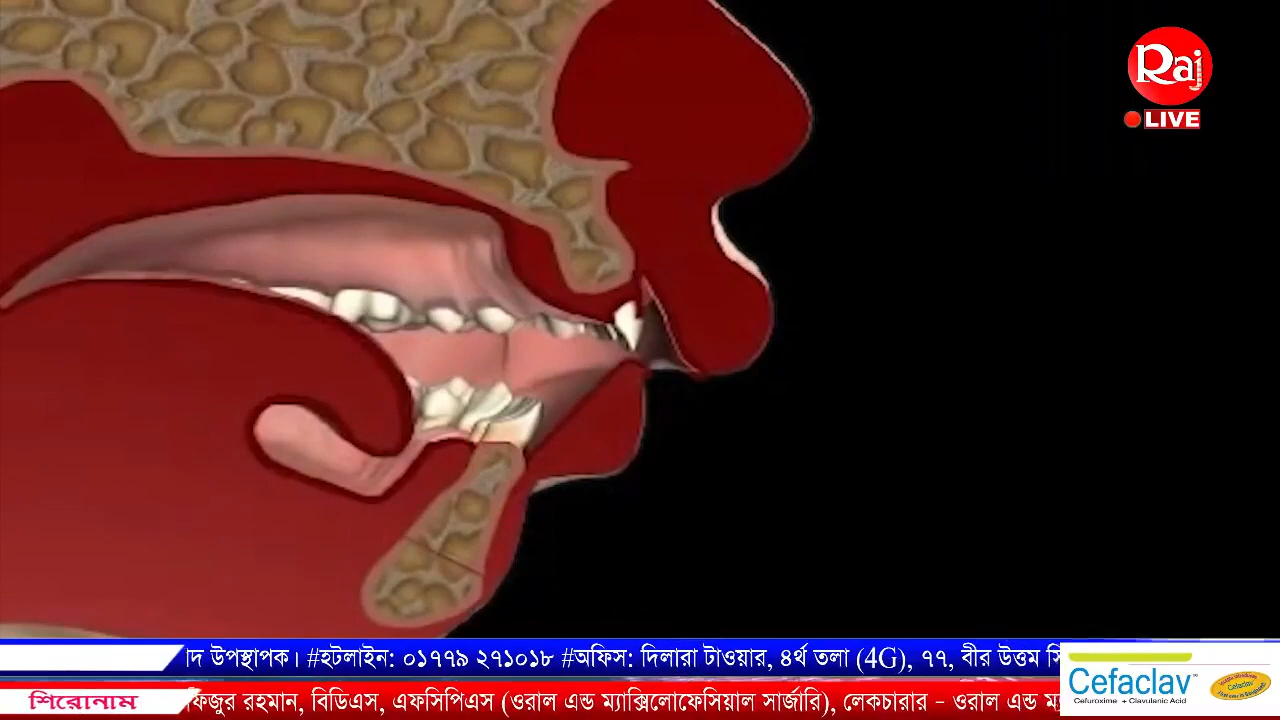 Raj
LIVE
দ উপস্থাপক। #হটলাইন: ০১৭৭৯ ২৭১০১৮ #অফিস: দিলারা টাওয়ার, ৪র্থ তলা (4G), ৭৭, বীর উত্তম
শিরোনাম
ফিজুর রহমান, বিডিএস, এফসিপিএস (ওরাল এন্ড ম্যাক্সিলোফেসিয়াল সার্জারি), লেকচারার - ওরাল এন্ড
Cefaclav
Cefuroxime + Clavulanic Acid
Cefaclav